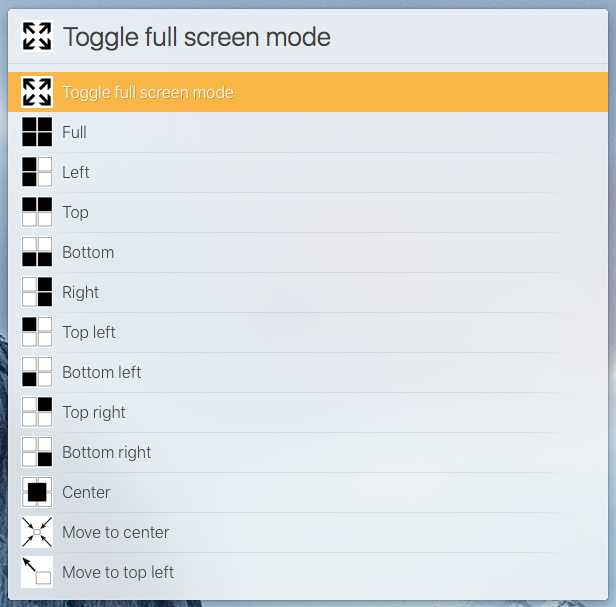 Toggle full screen mode
Toggle full screen mode
Full
Left
Top
Bottom
Right
Top left
Bottom left
Top right
Bottom right
Center
Move to center
Move to top left